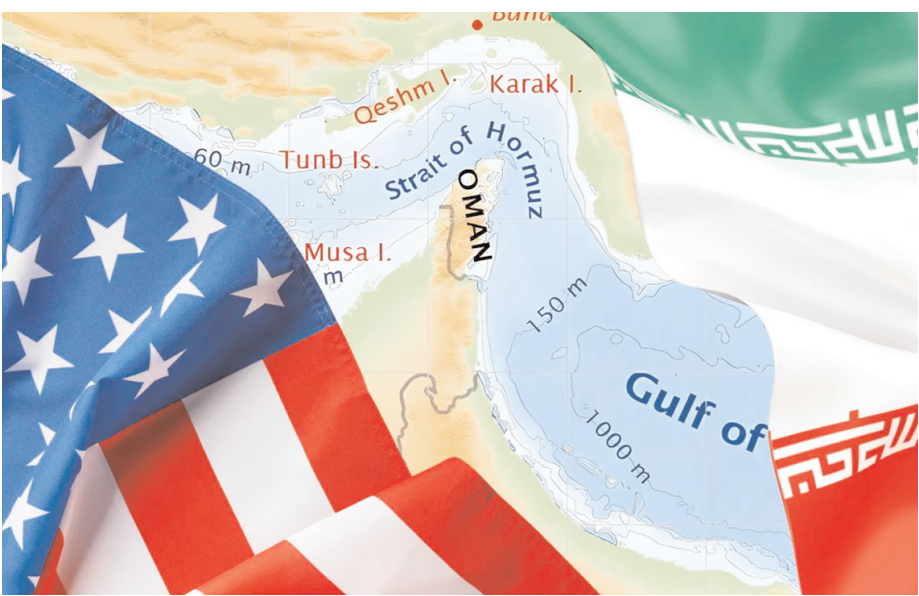 Qeshm I.
Karak I.
60 m
Tunb Is.
Strait of Hormuz
OMAN
Musa I.
m
150 m
Gulf of
1000 m